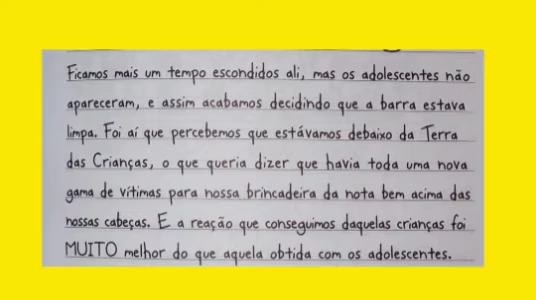 Ficamos mais um tempo escondidos ali, mas os adolescentes não
apareceram, e assim acabamos decidindo que a barra estava
limpa. Foi aí que percebemos que estávamos debaixo da Terra
das Crianças, o que queria dizer que havia toda uma nova
gama de vítimas para nossa brincadeira da nota bem acima das
nossas cabeças. E a reação que conseguimos daquelas crianças foi
MUITO melhor do que aquela obtida com os adolescentes.